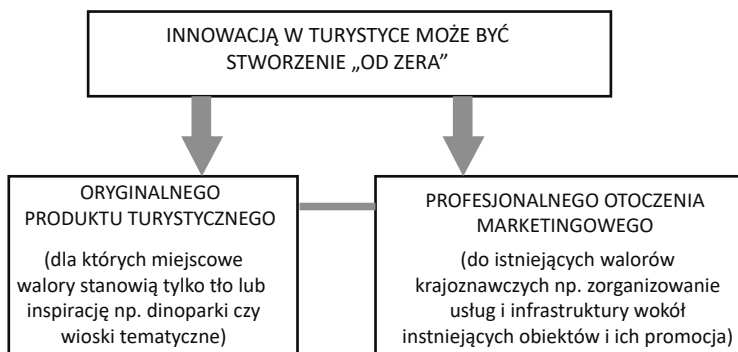 INNOWACJĄ W TURYSTYCE MOŻE BYĆ
STWORZENIE „OD ZERA”
ORYGINALNEGO
PRODUKTU TURYSTYCZNEGO
(dla których miejscowe
walory stanowią tylko tło lub
inspirację np. dinoparki czy
wioski tematyczne)
PROFESJONALNEGO OTOCZENIA
MARKETINGOWEGO
(do istniejących walorów
krajoznawczych np. zorganizowanie
usług i infrastruktury wokół
instniejących obiektów i ich promocja)